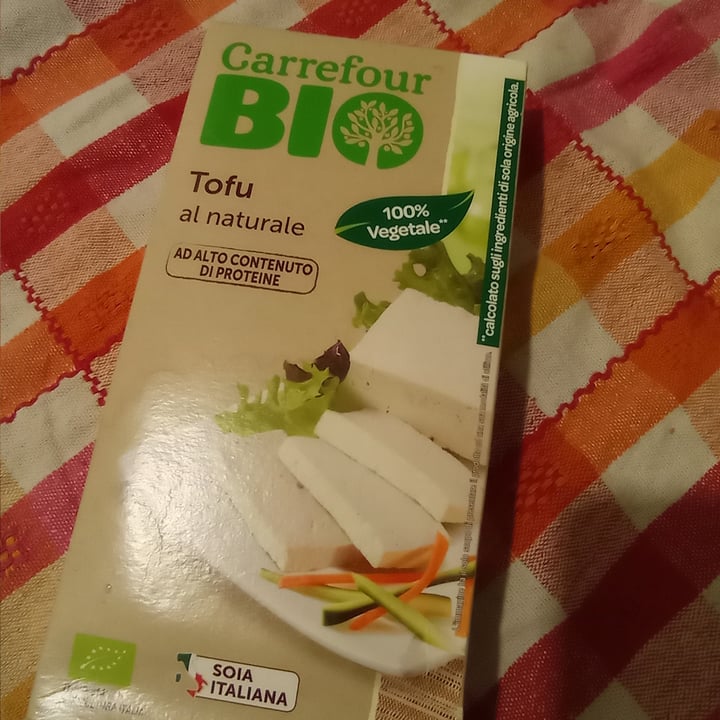 Carrefour
BIO
Tofu
al naturale
100%
Vegetale**
AD ALTO CONTENUTO
DI PROTEINE
**calcolato sugli ingredienti di sola origine agricola.
SOIA
ITALIANA